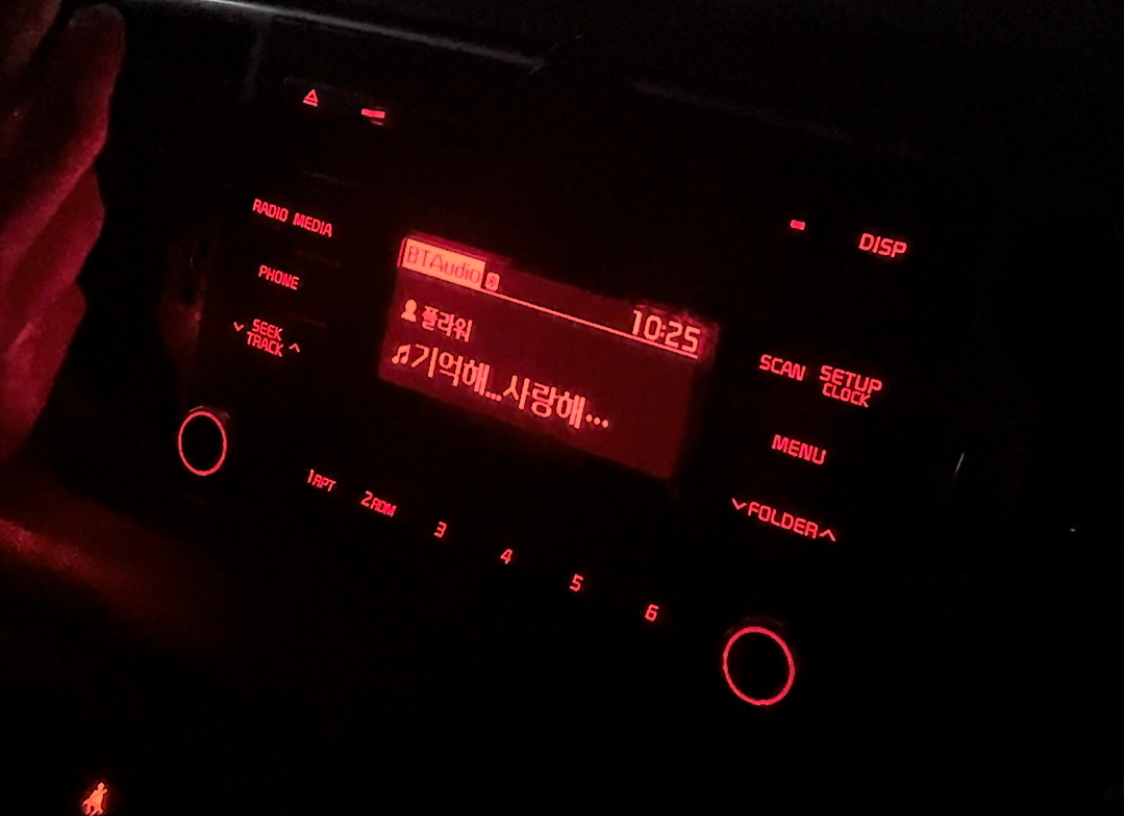 RADIO MEDIA
DISP
PHONE
SEEK
TRACK
BTAudio
10:25
플라워
기억해...사랑해...
SCAN SETUP
CLOCK
MENU
FOLDER
1RPT 2RDM 3 4 5 6